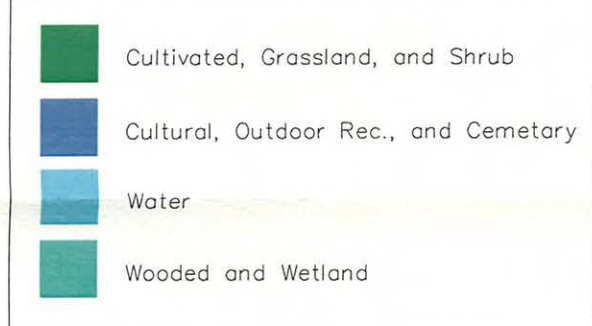 Cultivated, Grassland, and Shrub
Cultural, Outdoor Rec., and Cemetary
Water
Wooded and Wetland